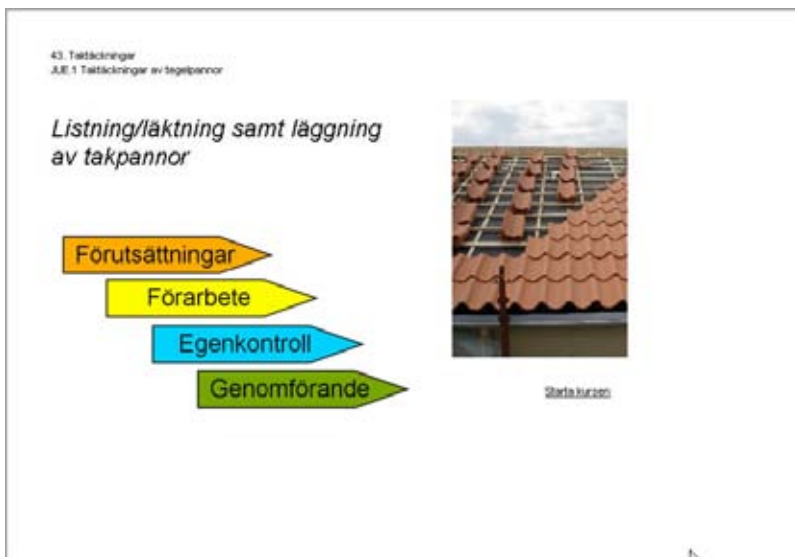 43. Taktäckningar
JUE.1 Taktäckningar av tegelpannor
Listning/läktning samt läggning
av takpannor
Förutsättningar
Förarbete
Egenkontroll
Genomförande
Starta kursen